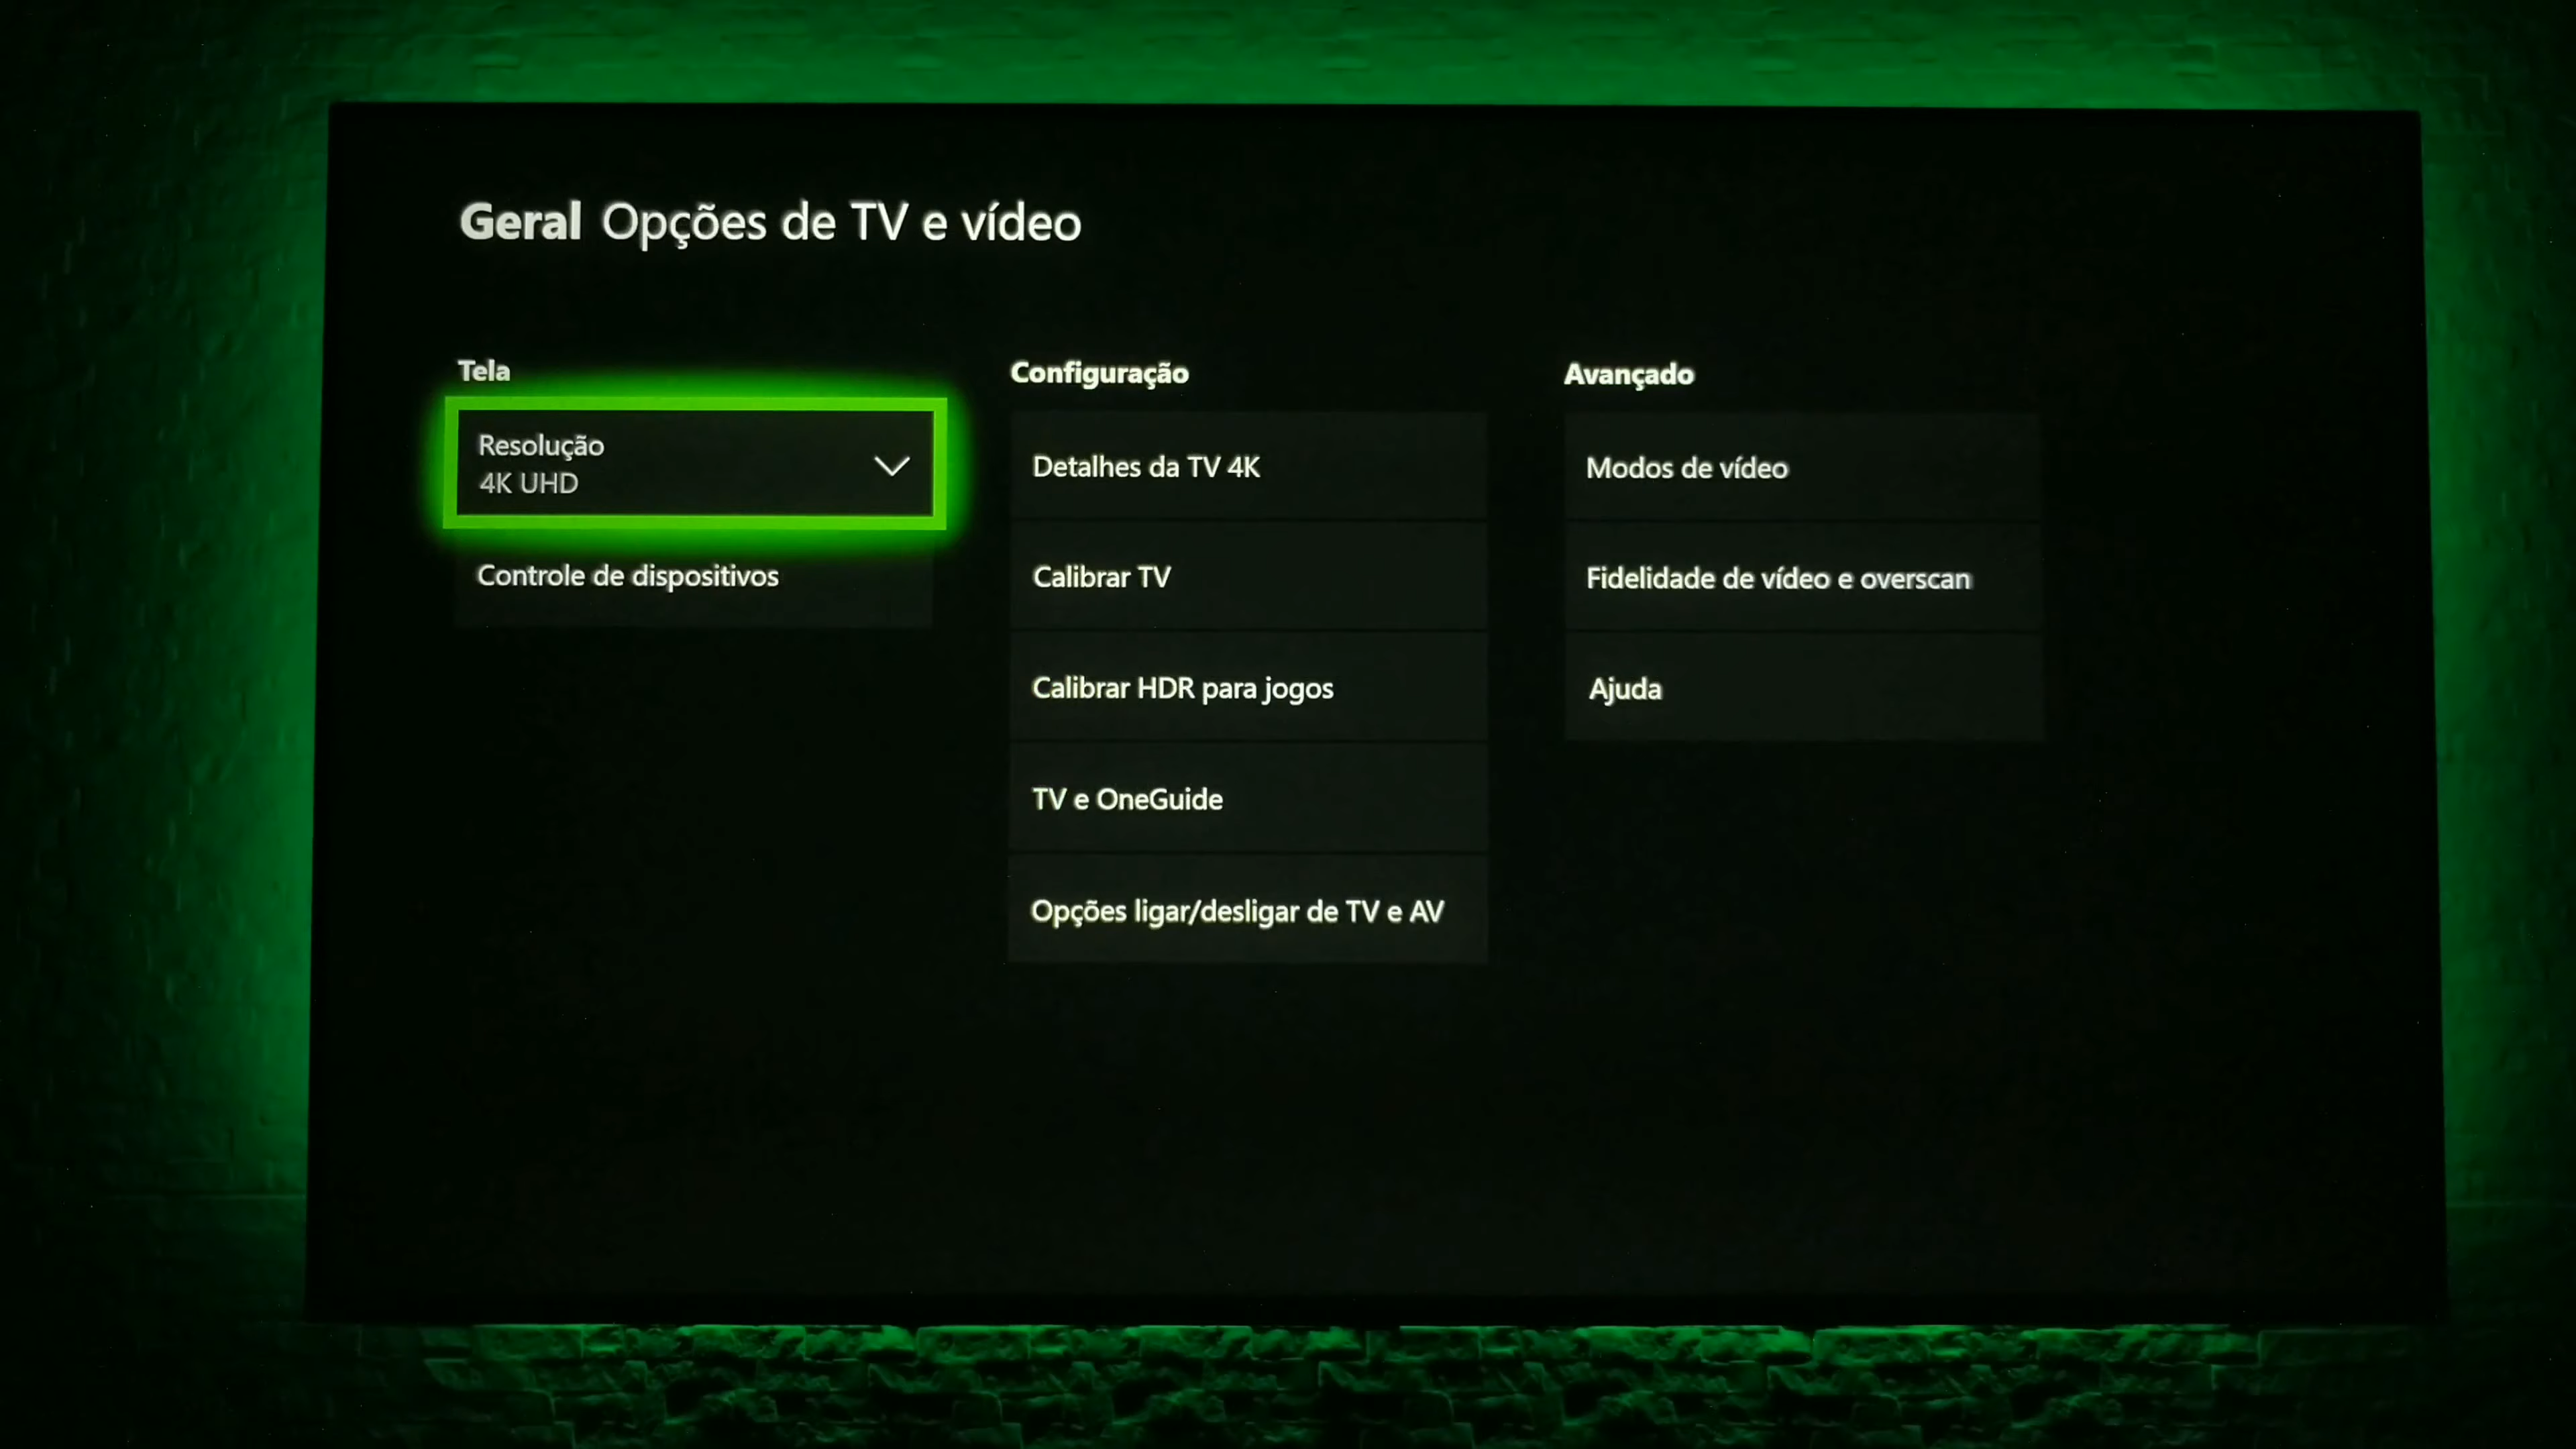 Geral Opções de TV e vídeo
Tela
Resolução
4K UHD
Controle de dispositivos
Configuração
Detalhes da TV 4K
Calibrar TV
Calibrar HDR para jogos
TV e OneGuide
Opções ligar/desligar de TV e AV
Avançado
Modos de vídeo
Fidelidade de vídeo e overscan
Ajuda